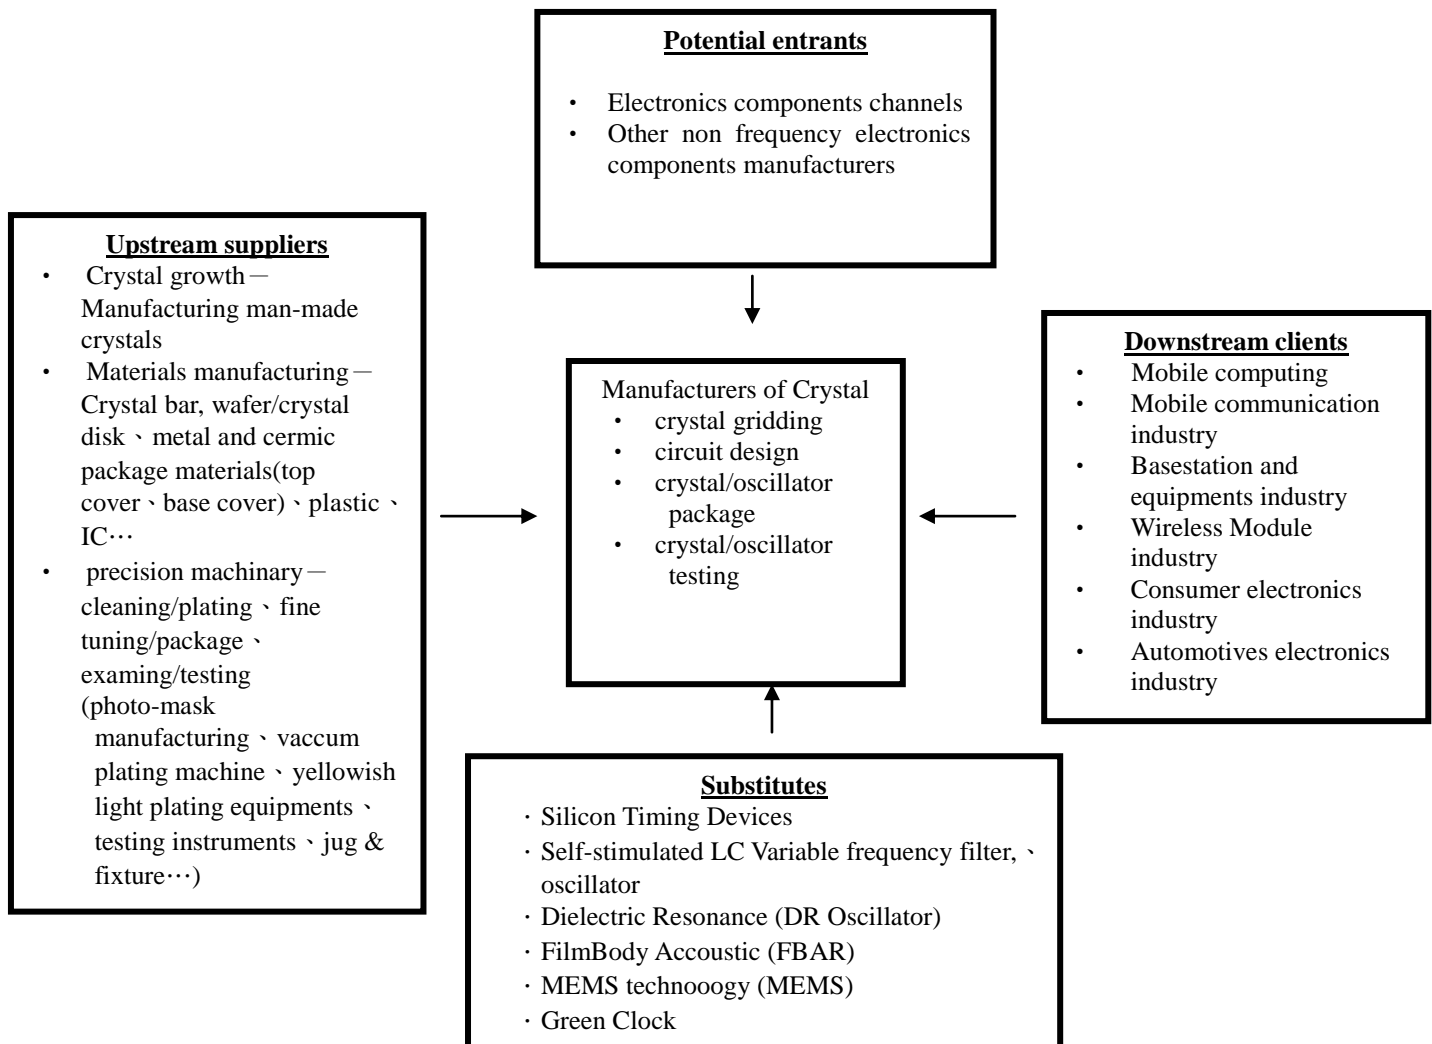 Potential entrants
・ Electronics components channels
・ Other non frequency electronics
components manufacturers
Upstream suppliers
・ Crystal growth－
Manufacturing man-made
crystals
・ Materials manufacturing－
Crystal bar, wafer/crystal
disk、metal and cermic
package materials(top
cover、base cover)、plastic、
IC…
・ precision machinary－
cleaning/plating、fine
tuning/package、
examing/testing
(photo-mask
manufacturing、vaccum
plating machine、yellowish
light plating equipments、
testing instruments、jug &
fixture…)
Manufacturers of Crystal
・ crystal gridding
・ circuit design
・ crystal/oscillator
package
・ crystal/oscillator
testing
Downstream clients
・ Mobile computing
・ Mobile communication
industry
・ Basestation and
equipments industry
・ Wireless Module
industry
・ Consumer electronics
industry
・ Automotives electronics
industry
Substitutes
・Silicon Timing Devices
・Self-stimulated LC Variable frequency filter,、
oscillator
・Dielectric Resonance (DR Oscillator)
・FilmBody Accoustic (FBAR)
・MEMS technooogy (MEMS)
・Green Clock